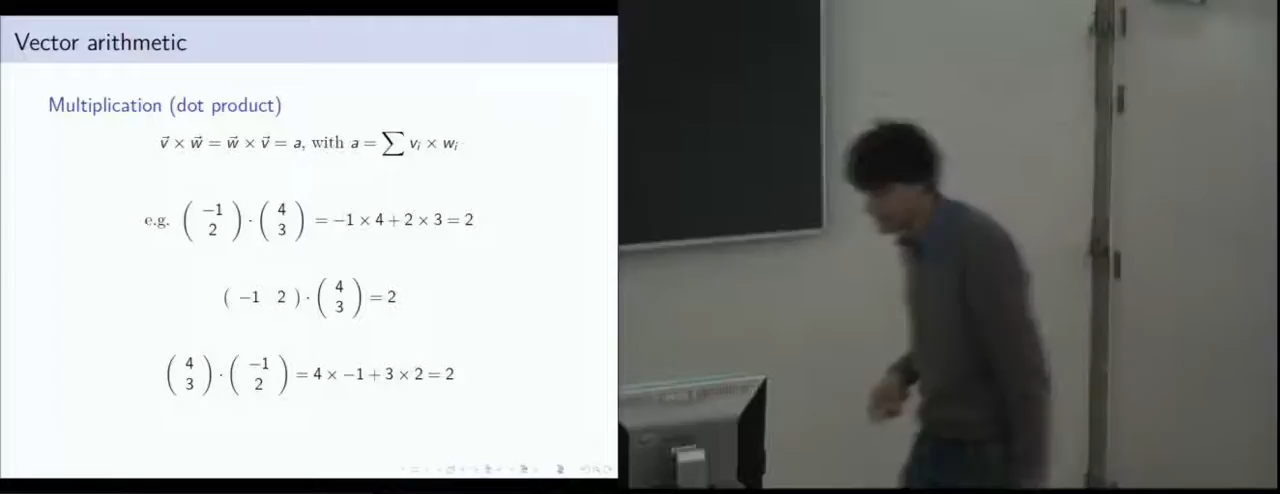 Vector arithmetic
Multiplication (dot product)
v⃗ × w⃗ = w⃗ × v⃗ = a, with a = ∑ vᵢ × wᵢ
e.g. ( −1 2 ) · ( 4 3 ) = −1 × 4 + 2 × 3 = 2
( −1 2 ) · ( 4 3 ) = 2
( 4 3 ) · ( −1 2 ) = 4 × −1 + 3 × 2 = 2